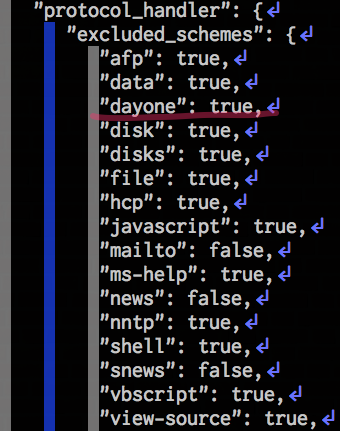 "protocol_handler": {
"excluded_schemes": {
"afp": true,
"data": true,
"dayone": true,
"disk": true,
"disks": true,
"file": true,
"hcp": true,
"javascript": true,
"mailto": false,
"ms-help": true,
"news": false,
"nntp": true,
"shell": true,
"snews": false,
"vbscript": true,
"view-source": true,